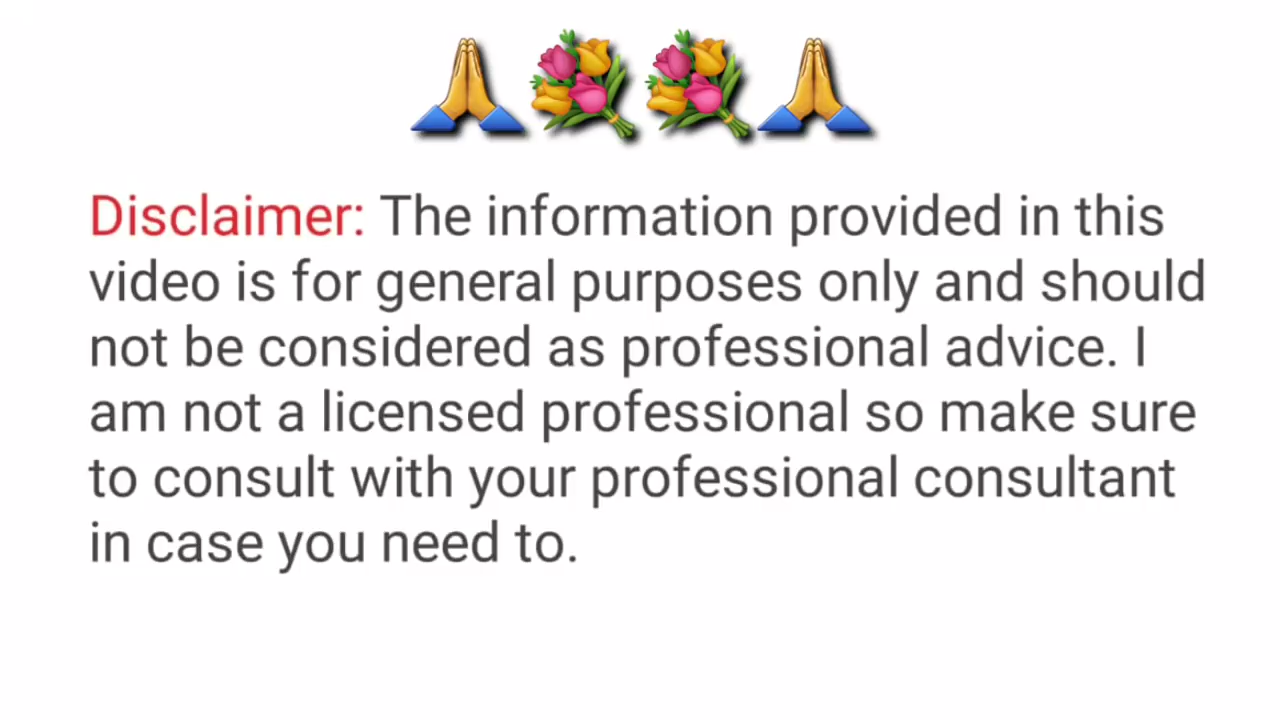 Disclaimer: The information provided in this
video is for general purposes only and should
not be considered as professional advice. I
am not a licensed professional so make sure
to consult with your professional consultant
in case you need to.